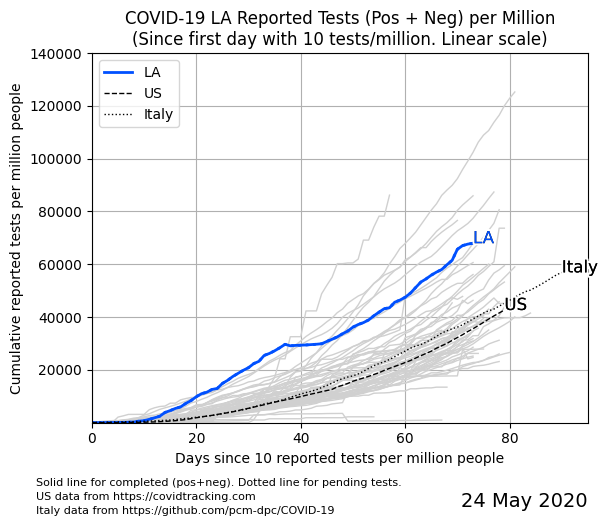 COVID-19 LA Reported Tests (Pos + Neg) per Million
(Since first day with 10 tests/million. Linear scale)
Cumulative reported tests per million people
140000
120000
100000
80000
60000
40000
20000
LA
US
Italy
LA
Italy
US
0 20 40 60 80
Days since 10 reported tests per million people
Solid line for completed (pos+neg). Dotted line for pending tests.
US data from https://covidtracking.com
Italy data from https://github.com/pcm-dpc/COVID-19
24 May 2020